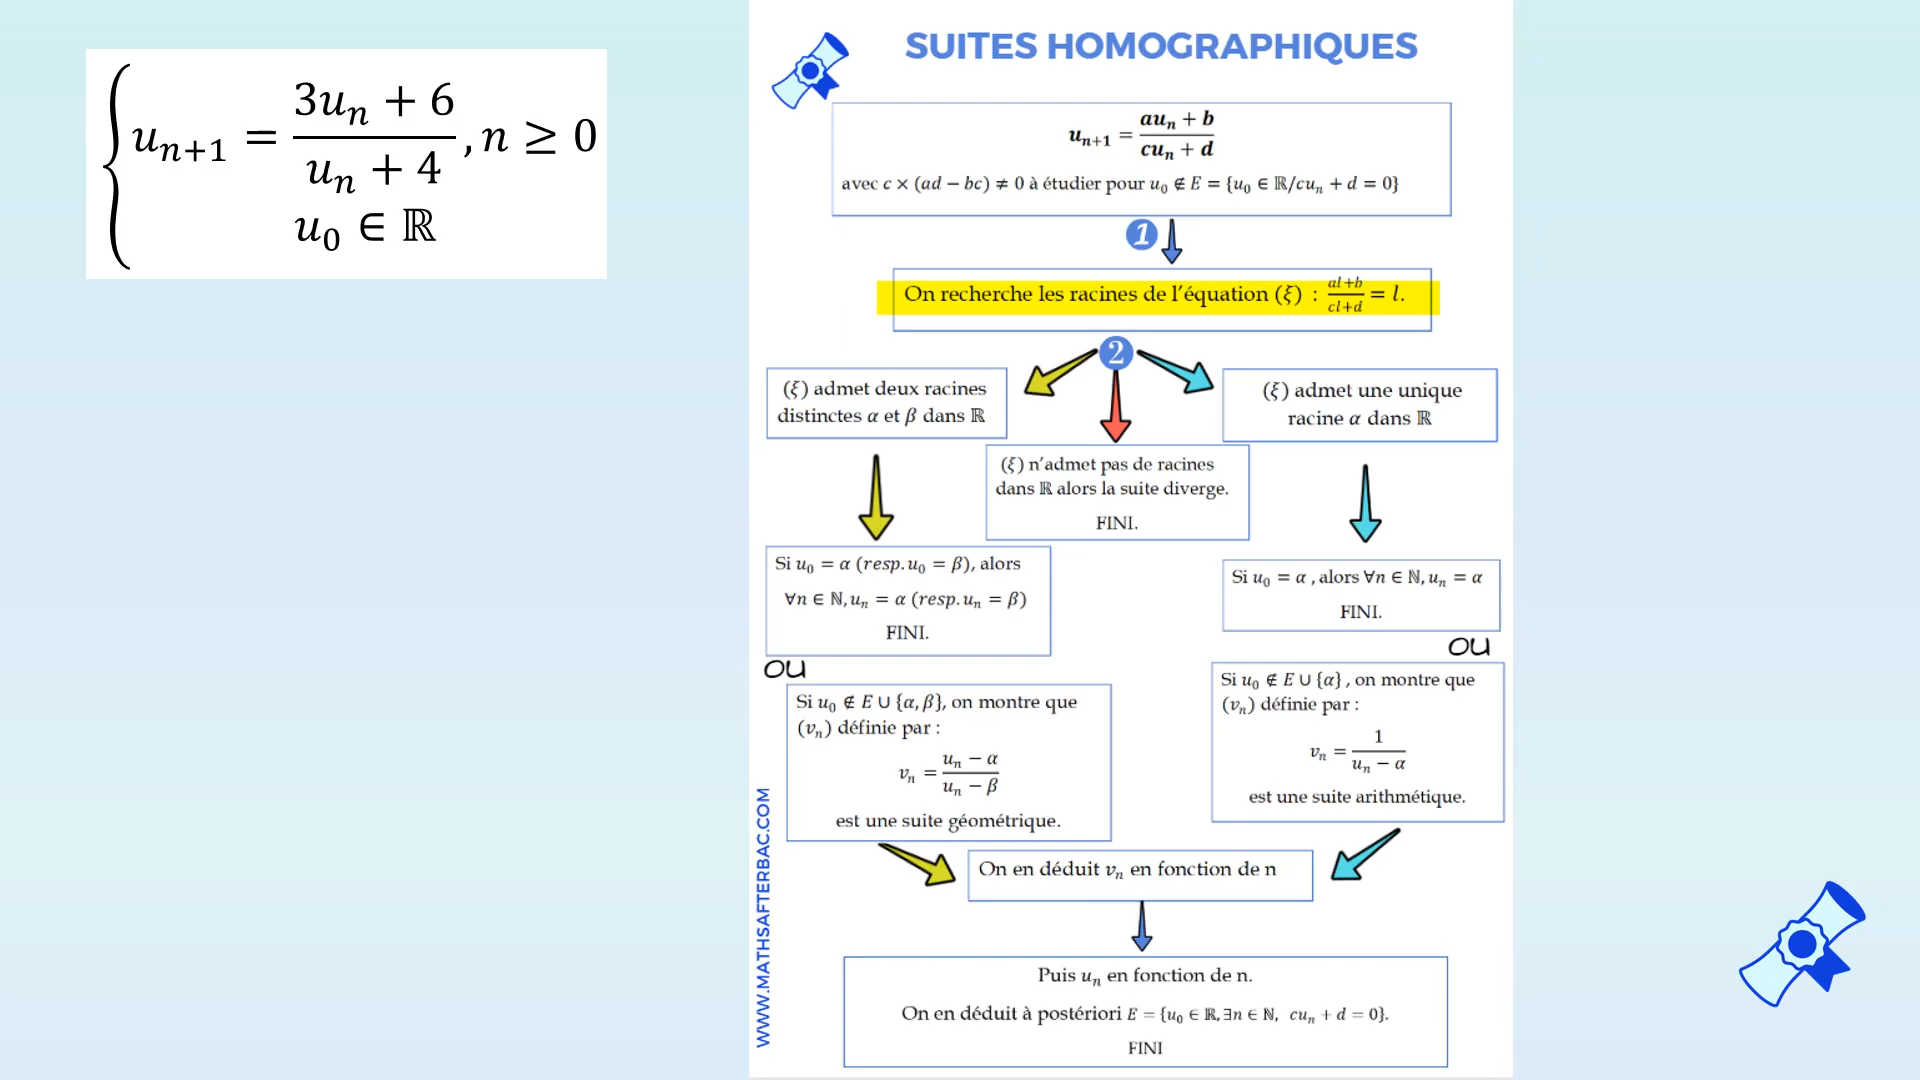 u_{n+1} = \frac{3u_n + 6}{u_n + 4}, n ≥ 0
u_0 ∈ ℝ
SUITES HOMOGRAPHIQUES
u_{n+1} = \frac{au_n + b}{cu_n + d}
avec c × (ad − bc) ≠ 0 à étudier pour u_0 ∉ E = {u_0 ∈ ℝ/cu_n + d = 0}
1
On recherche les racines de l'équation (ξ) : \frac{al+b}{cl+d} = l.
2
(ξ) admet deux racines
distinctes α et β dans ℝ
(ξ) admet une unique
racine α dans ℝ
(ξ) n'admet pas de racines
dans ℝ alors la suite diverge.
FINI.
Si u_0 = α (resp. u_0 = β), alors
∀n ∈ ℕ, u_n = α (resp. u_n = β)
FINI.
Si u_0 = α , alors ∀n ∈ ℕ, u_n = α
FINI.
OU
OU
Si u_0 ∉ E ∪ {α, β}, on montre que
(v_n) définie par :
v_n = \frac{u_n − α}{u_n − β}
est une suite géométrique.
Si u_0 ∉ E ∪ {α} , on montre que
(v_n) définie par :
v_n = \frac{1}{u_n − α}
est une suite arithmétique.
On en déduit v_n en fonction de n
Puis u_n en fonction de n.
On en déduit à postériori E = {u_0 ∈ ℝ, ∃n ∈ ℕ, cu_n + d = 0}.
FINI
WWW.MATHSAFTERBAC.COM